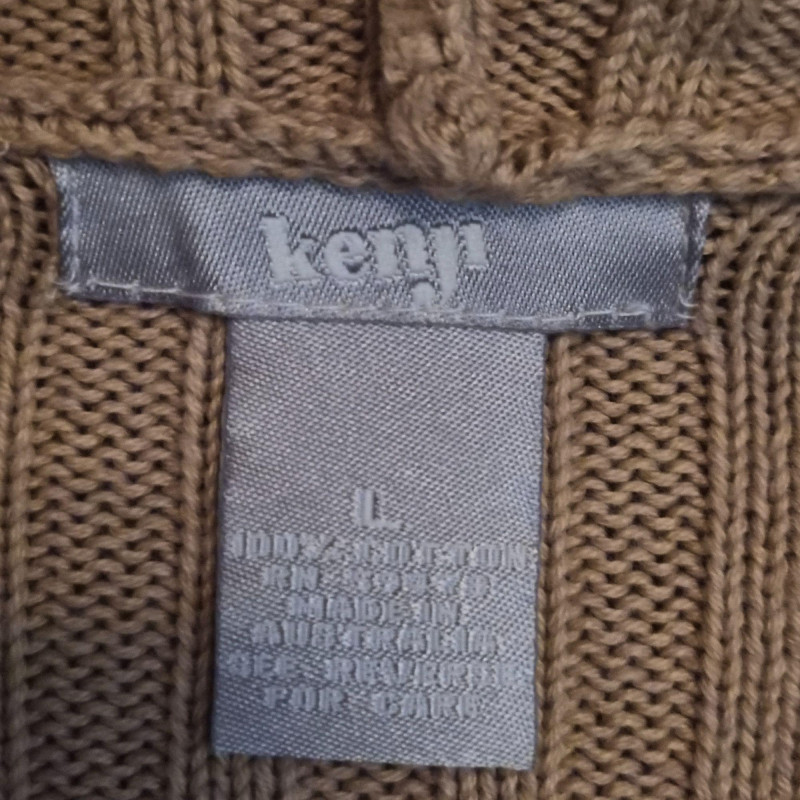 kenji
L
100% COTTON
RN
MADE IN
AUSTRALIA
SEE REVERSE
FOR CARE